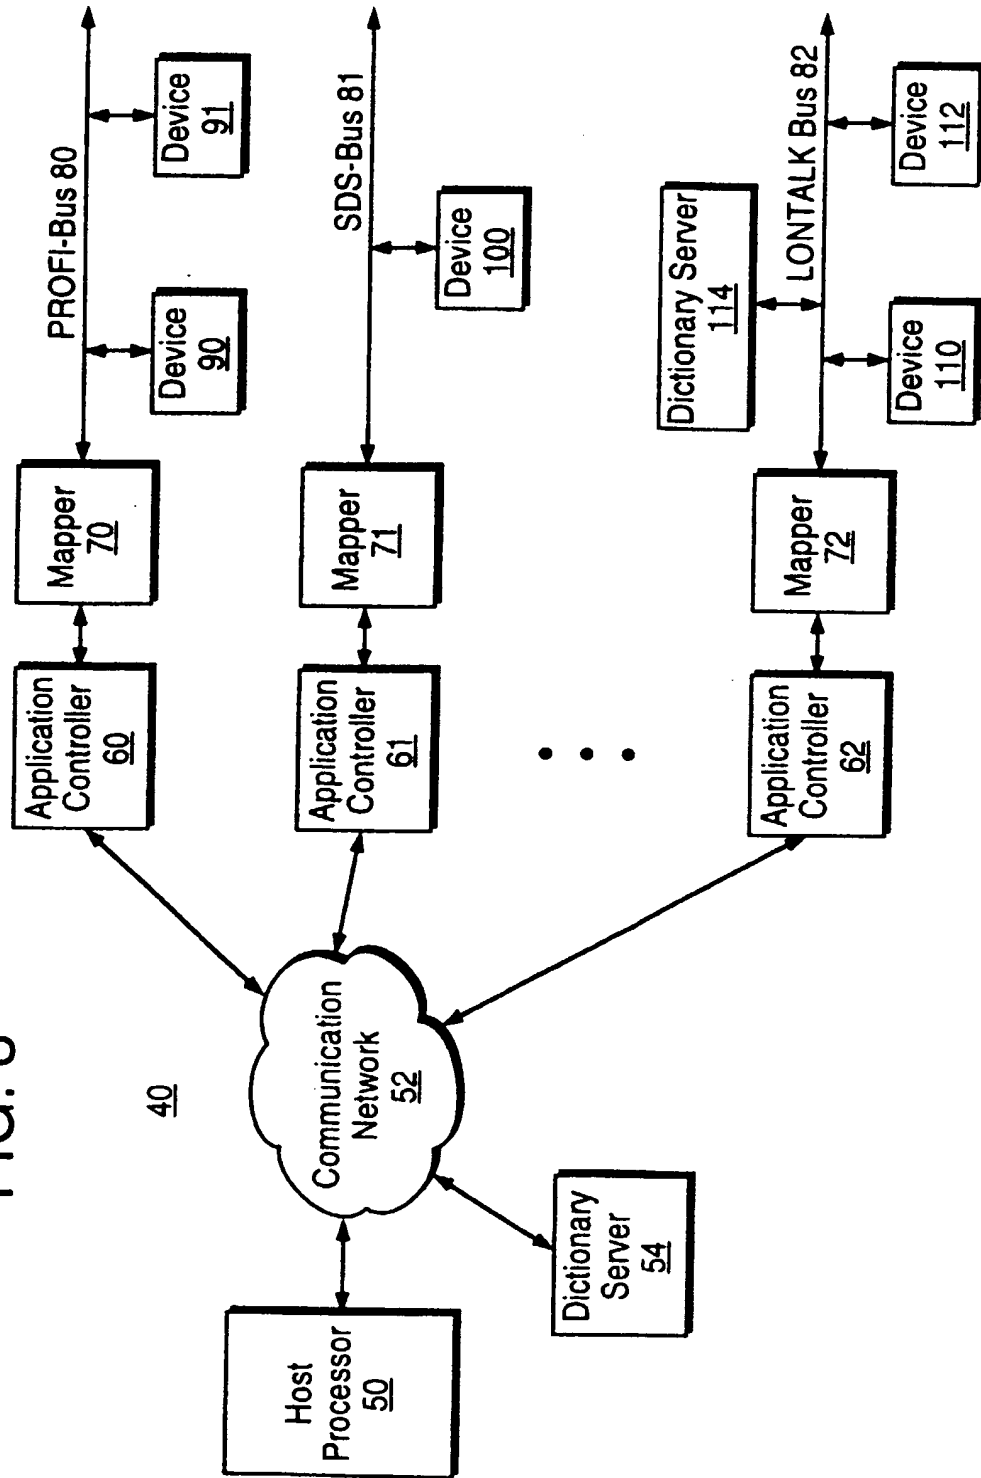 FIG.
40
Host
Processor
50
Communication
Network
52
Dictionary
Server
54
Application
Controller
60
Mapper
70
PROFI-Bus 80
Device
90
Device
91
Application
Controller
61
Mapper
71
SDS-Bus 81
Device
100
Application
Controller
62
Mapper
72
Dictionary Server
114
LONTALK Bus 82
Device
110
Device
112